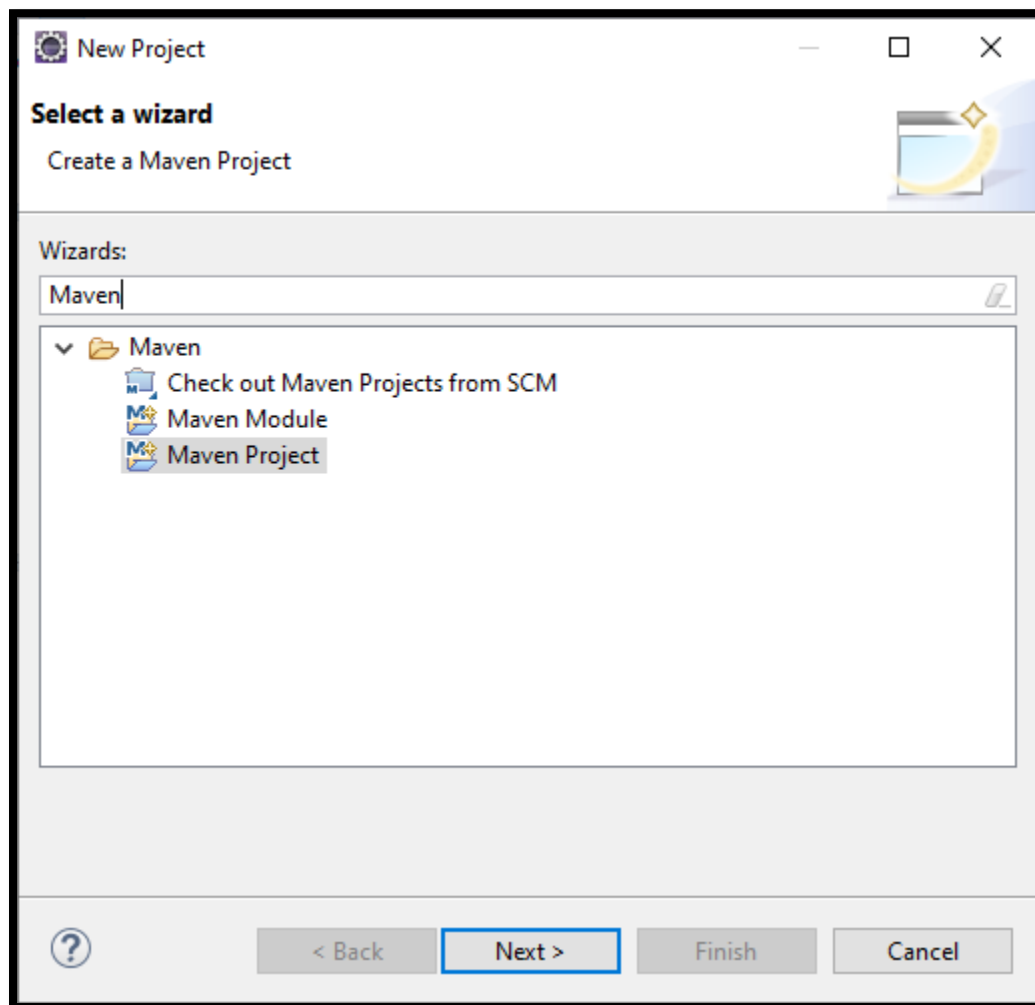 New Project
Select a wizard
Create a Maven Project
Wizards:
Maven
Maven
Check out Maven Projects from SCM
Maven Module
Maven Project
?
< Back
Next >
Finish
Cancel